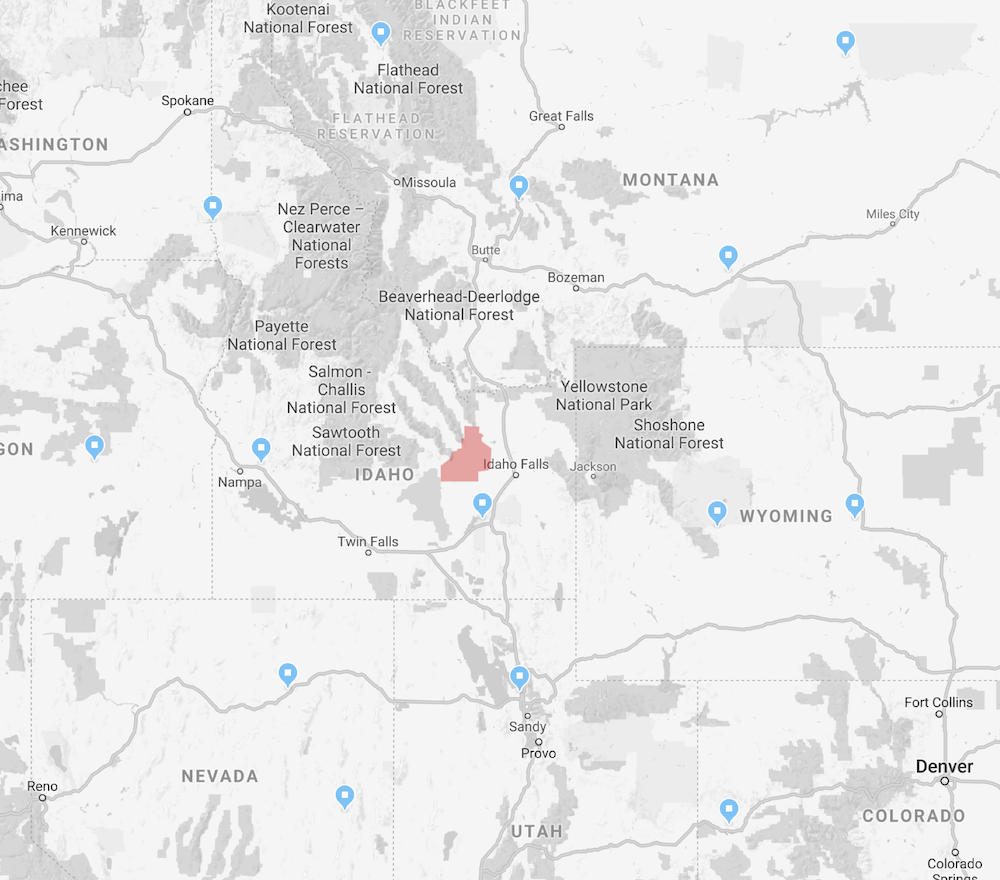 Kootenai
National Forest
BLACKFEET
INDIAN
RESERVATION
Flathead
National Forest
chee
Forest
Spokane
Great Falls
FLATHEAD
RESERVATION
ASHINGTON
Missoula
MONTANA
ima
Nez Perce –
Clearwater
National
Forests
Miles City
Kennewick
Butte
Bozeman
Beaverhead-Deerlodge
National Forest
Payette
National Forest
Salmon -
Challis
National Forest
Yellowstone
National Park
Shoshone
National Forest
Sawtooth
National Forest
GON
IDAHO
Idaho Falls
Jackson
Nampa
WYOMING
Twin Falls
Fort Collins
Sandy
Provo
NEVADA
Denver
Reno
COLORADO
UTAH
Colorado
Springs